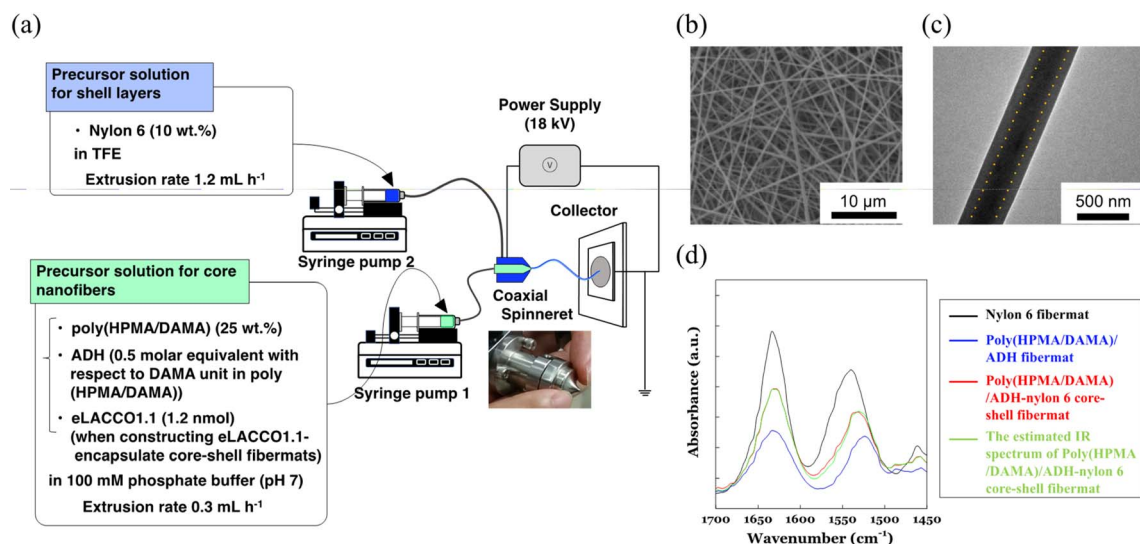 (a)
Precursor solution
for shell layers
・ Nylon 6 (10 wt.%)
in TFE
Extrusion rate 1.2 mL h⁻¹
Syringe pump 2
Power Supply
(18 kV)
V
Collector
Coaxial
Spinneret
Precursor solution for core
nanofibers
・ poly(HPMA/DAMA) (25 wt.%)
・ ADH (0.5 molar equivalent with
respect to DAMA unit in poly
(HPMA/DAMA))
・ eLACCO1.1 (1.2 nmol)
(when constructing eLACCO1.1-
encapsulate core-shell fibermats)
in 100 mM phosphate buffer (pH 7)
Extrusion rate 0.3 mL h⁻¹
Syringe pump 1
(b)
10 µm
(c)
500 nm
(d)
Absorbance (a.u.)
1700 1650 1600 1550 1500 1450
Wavenumber (cm⁻¹)
Nylon 6 fibermat
Poly(HPMA/DAMA)/
ADH fibermat
Poly(HPMA/DAMA)
/ADH-nylon 6 core-
shell fibermat
The estimated IR
spectrum of Poly(HPMA
/DAMA)/ADH-nylon 6
core-shell fibermat